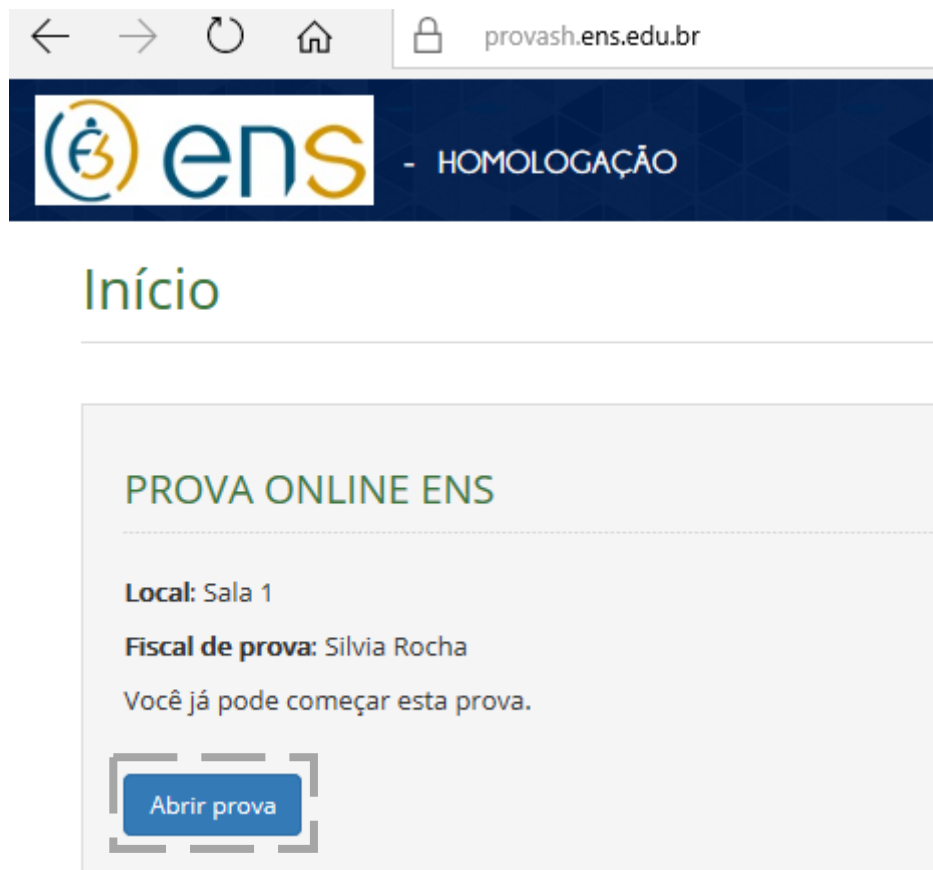 provash.ens.edu.br
ens - HOMOLOGAÇÃO
Início
PROVA ONLINE ENS
Local: Sala 1
Fiscal de prova: Silvia Rocha
Você já pode começar esta prova.
Abrir prova